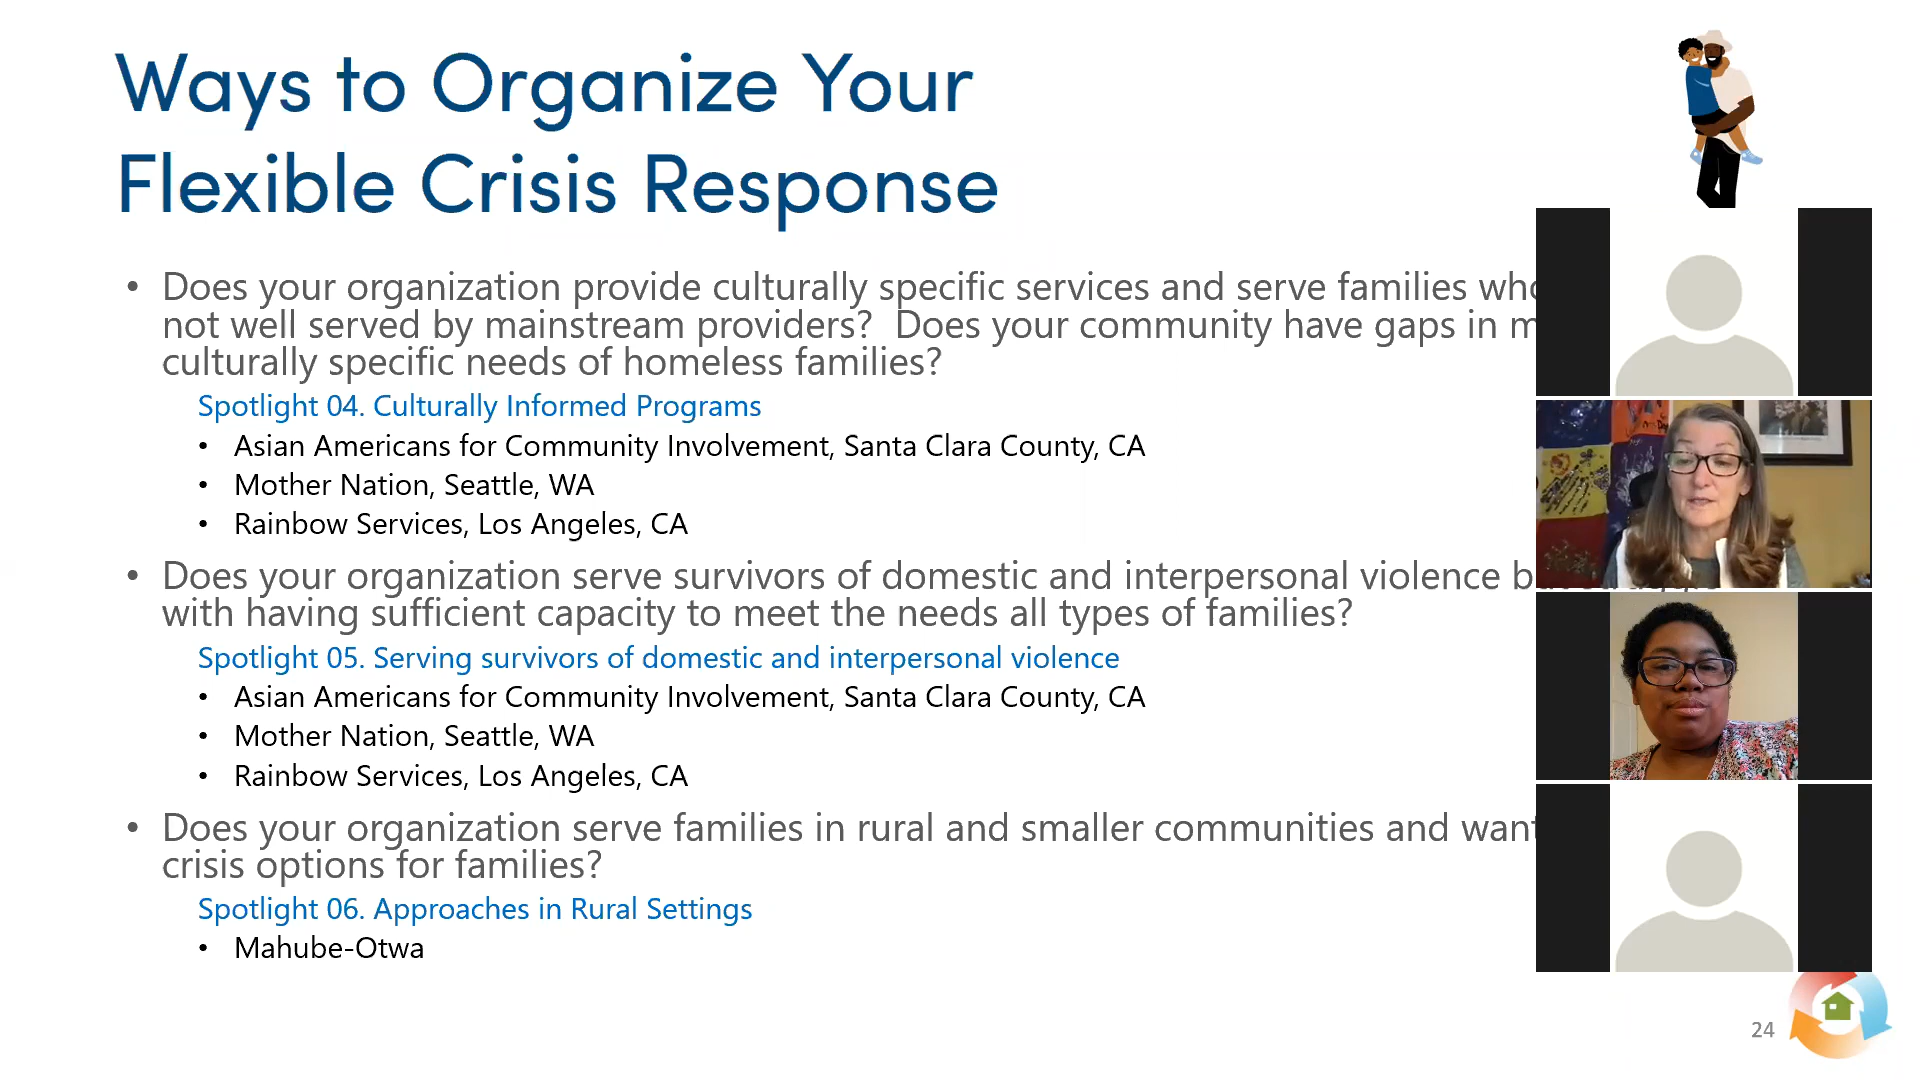 Ways to Organize Your
Flexible Crisis Response
• Does your organization provide culturally specific services and serve families
not well served by mainstream providers?  Does your community have gaps in
culturally specific needs of homeless families?
Spotlight 04. Culturally Informed Programs
• Asian Americans for Community Involvement, Santa Clara County, CA
• Mother Nation, Seattle, WA
• Rainbow Services, Los Angeles, CA
• Does your organization serve survivors of domestic and interpersonal violence
with having sufficient capacity to meet the needs all types of families?
Spotlight 05. Serving survivors of domestic and interpersonal violence
• Asian Americans for Community Involvement, Santa Clara County, CA
• Mother Nation, Seattle, WA
• Rainbow Services, Los Angeles, CA
• Does your organization serve families in rural and smaller communities and want
crisis options for families?
Spotlight 06. Approaches in Rural Settings
• Mahube-Otwa
24